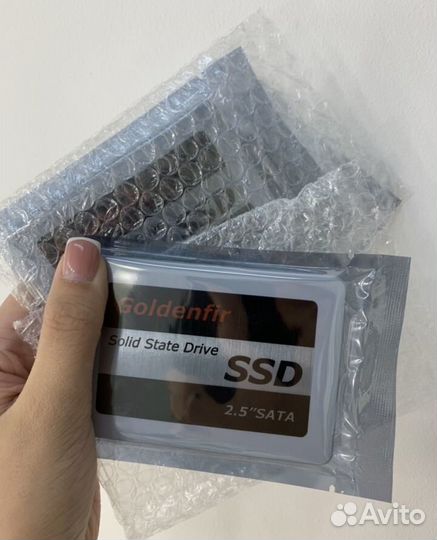 Goldenfir
Solid State Drive
SSD
2.5"SATA
Avito